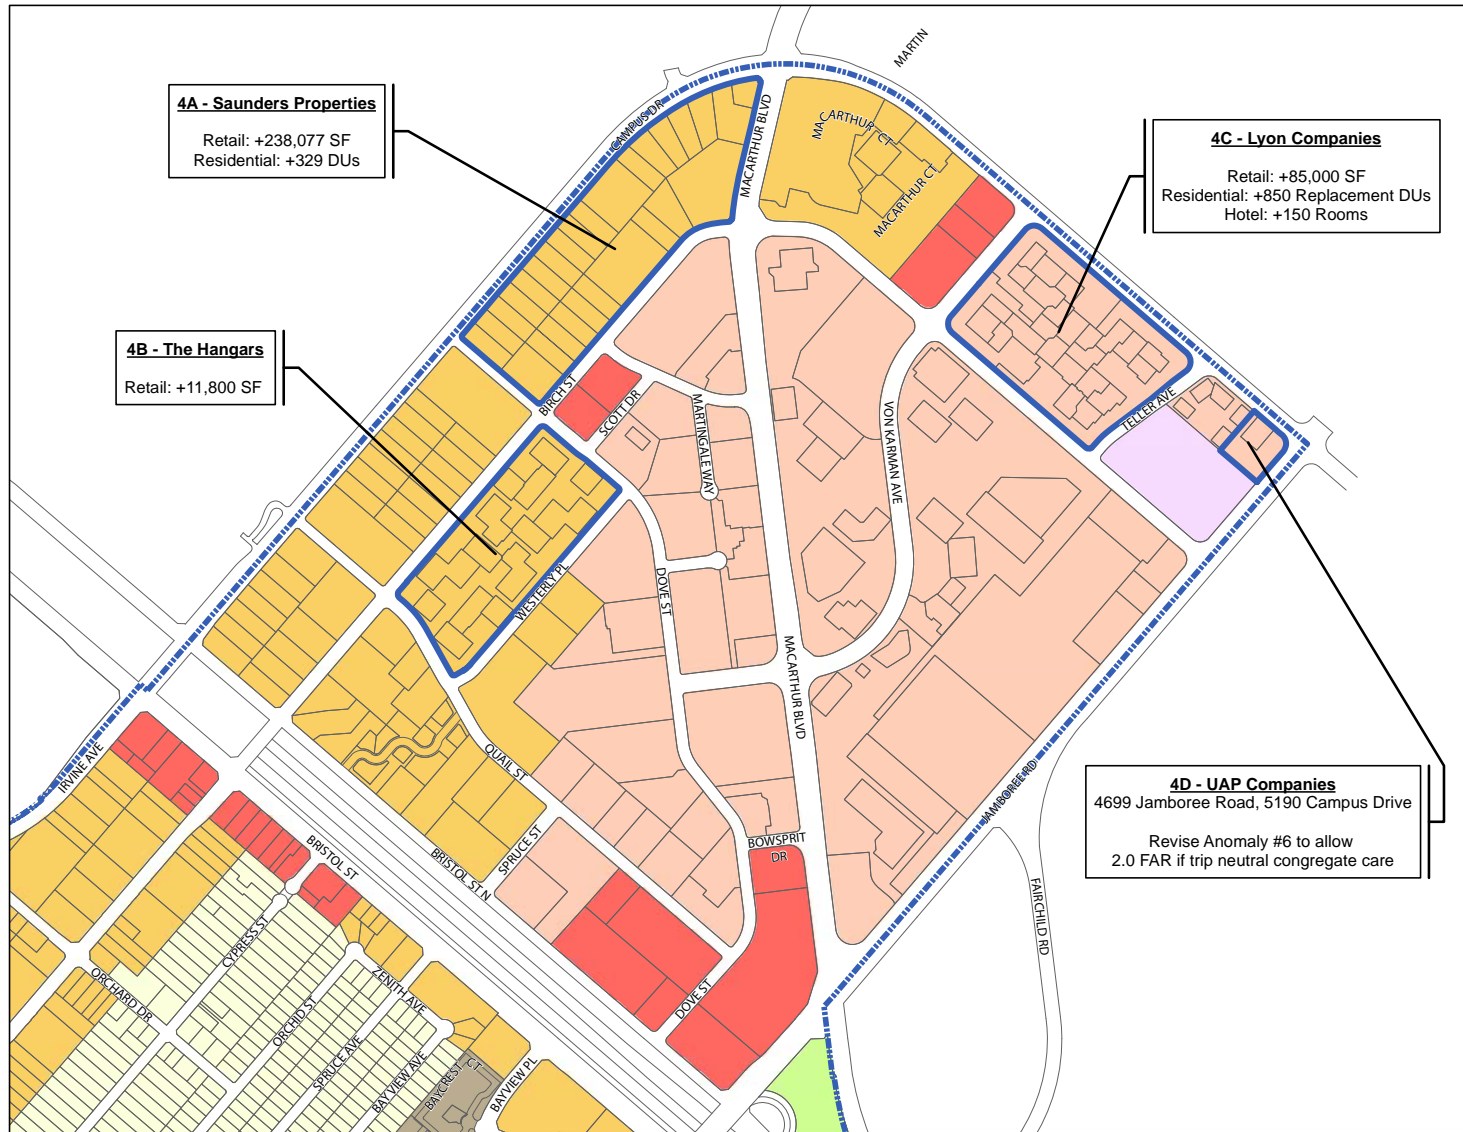 MARTIN
4A - Saunders Properties
Retail: +238,077 SF
Residential: +329 DUs
CAMPUS DR
MACARTHUR BLVD
MACARTHUR CT
MACARTHUR CT
4C - Lyon Companies
Retail: +85,000 SF
Residential: +850 Replacement DUs
Hotel: +150 Rooms
4B - The Hangars
Retail: +11,800 SF
BIRCH ST
SCOTT DR
MARTINGALE WAY
VON KARMAN AVE
TELLER AVE
WESTERLY PL
DOVE ST
MACARTHUR BLVD
QUAIL ST
IRVINE AVE
JAMBOREE RD
4D - UAP Companies
4699 Jamboree Road, 5190 Campus Drive
Revise Anomaly #6 to allow
2.0 FAR if trip neutral congregate care
BRISTOL ST
BRISTOL ST N
SPRUCE ST
BOWSPRIT
DR
FAIRCHILD RD
CYPRESS ST
ORCHARD DR
ORCHID ST
ZENITH AVE
DOVE ST
SPRUCE AVE
BAY VIEW AVE
BAYCREST CT
BAYVIEW PL